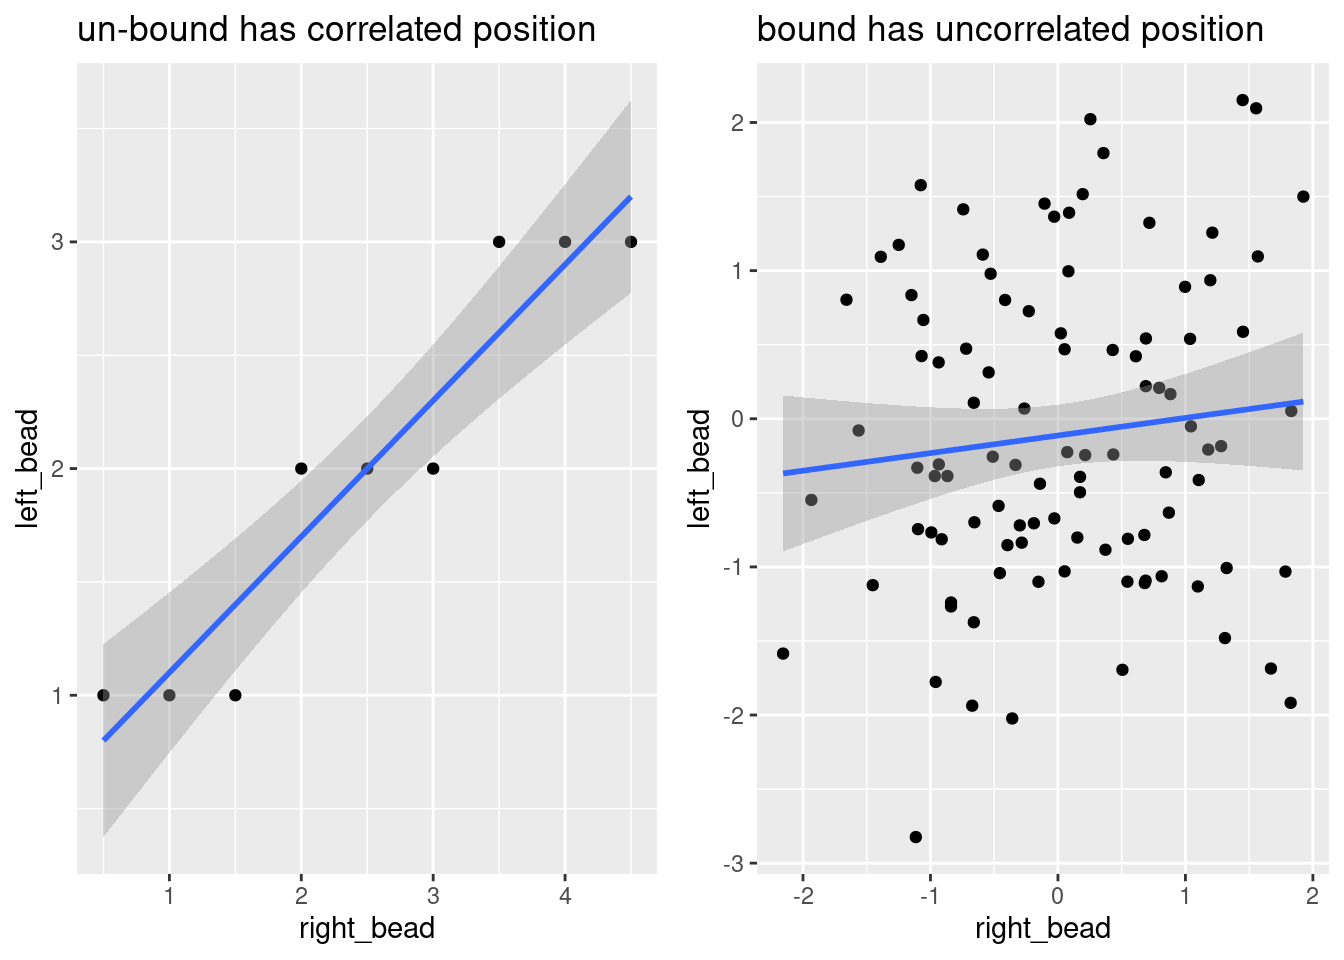 un-bound has correlated position
3
2
1
left_bead
1 2 3 4
right_bead
bound has uncorrelated position
2
1
0
-1
-2
-3
left_bead
-2 -1 0 1 2
right_bead